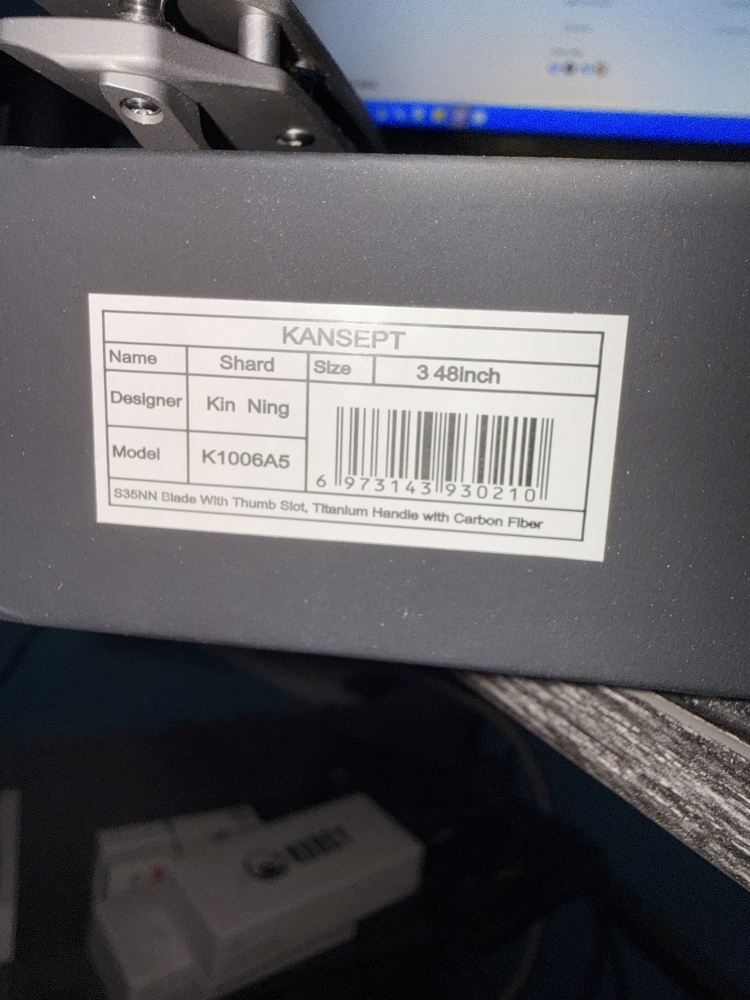 KANSEPT
Name Shard Size 3 48Inch
Designer Kin Ning
Model K1006A5
6 973143 930210
S35NN Blade With Thumb Slot, Titanium Handle with Carbon Fiber